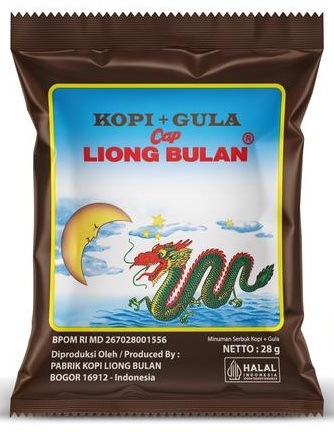 KOPI + GULA
Cap
LIONG BULAN®
BPOM RI MD 267028001556
Diproduksi Oleh / Produced By :
PABRIK KOPI LIONG BULAN
BOGOR 16912 - Indonesia
Minuman Serbuk Kopi + Gula
NETTO : 28 g
HALAL
INDONESIA